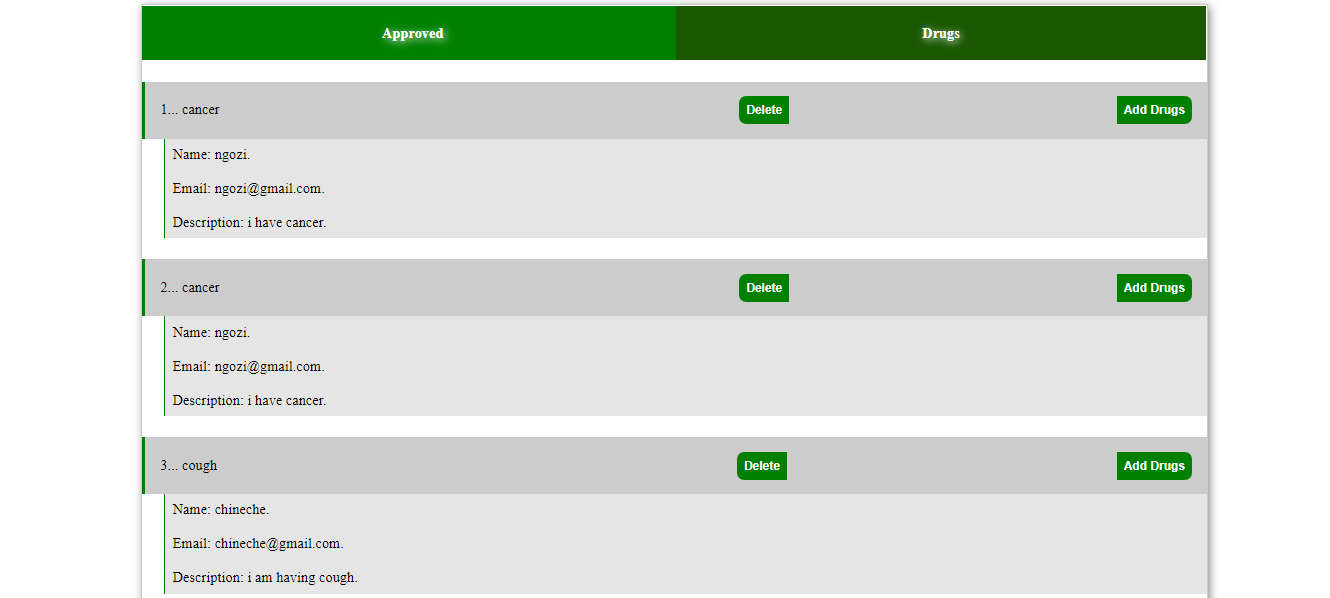 Approved Drugs
1... cancer Delete Add Drugs
Name: ngozi.
Email: ngozi@gmail.com.
Description: i have cancer.
2... cancer Delete Add Drugs
Name: ngozi.
Email: ngozi@gmail.com.
Description: i have cancer.
3... cough Delete Add Drugs
Name: chineche.
Email: chineche@gmail.com.
Description: i am having cough.